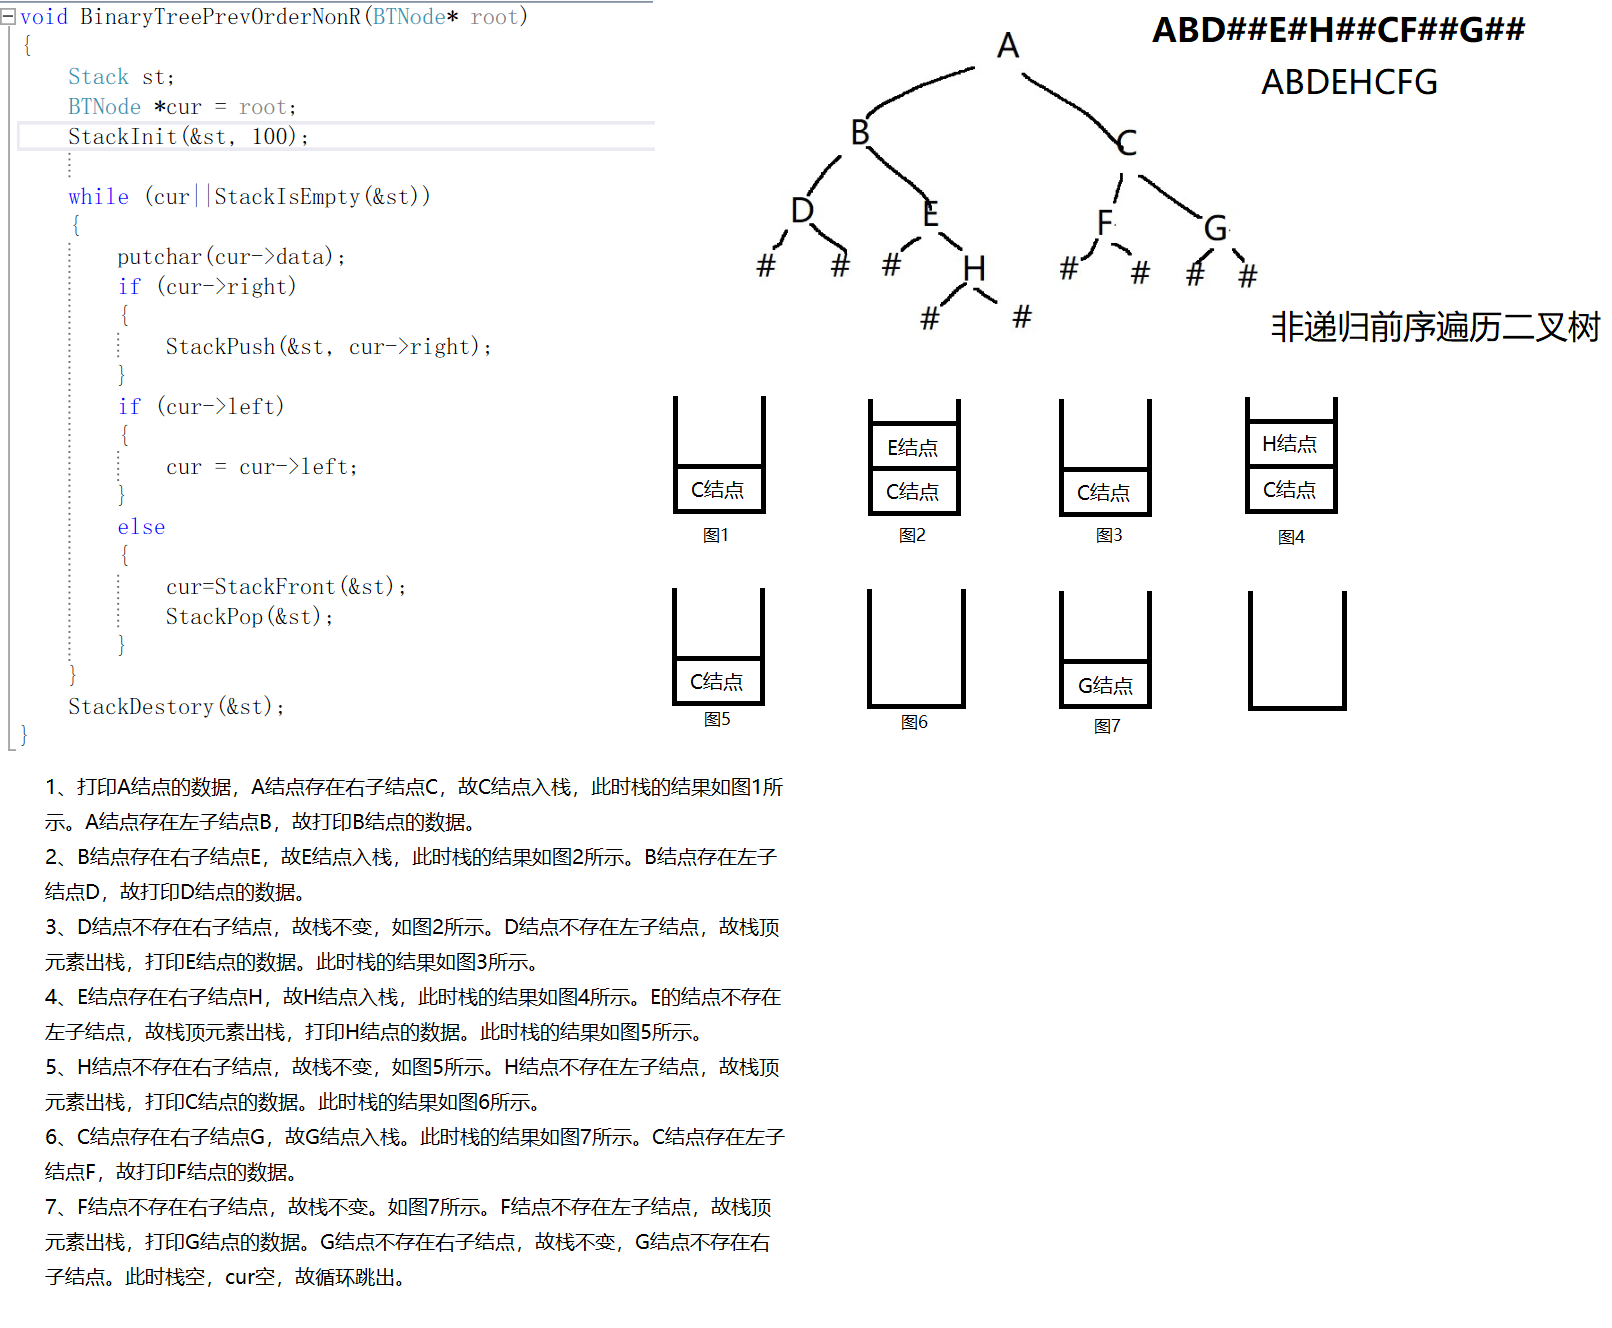 void BinaryTreePrevOrderNonR(BTNode* root)
{
Stack st;
BTNode *cur = root;
StackInit(&st, 100);
while (cur||StackIsEmpty(&st))
{
putchar(cur->data);
if (cur->right)
{
StackPush(&st, cur->right);
}
if (cur->left)
{
cur = cur->left;
}
else
{
cur=StackFront(&st);
StackPop(&st);
}
}
StackDestory(&st);
}
ABD##E#H##CF##G##
ABDEHCFG
A
B
C
D
E
F
G
# # # H # # # #
# #
非递归前序遍历二叉树
C结点
图1
E结点
C结点
图2
C结点
图3
H结点
C结点
图4
C结点
图5
图6
G结点
图7
1、打印A结点的数据，A结点存在右子结点C，故C结点入栈，此时栈的结果如图1所
示。A结点存在左子结点B，故打印B结点的数据。
2、B结点存在右子结点E，故E结点入栈，此时栈的结果如图2所示。B结点存在左子
结点D，故打印D结点的数据。
3、D结点不存在右子结点，故栈不变，如图2所示。D结点不存在左子结点，故栈顶
元素出栈，打印E结点的数据。此时栈的结果如图3所示。
4、E结点存在右子结点H，故H结点入栈，此时栈的结果如图4所示。E的结点不存在
左子结点，故栈顶元素出栈，打印H结点的数据。此时栈的结果如图5所示。
5、H结点不存在右子结点，故栈不变，如图5所示。H结点不存在左子结点，故栈顶
元素出栈，打印C结点的数据。此时栈的结果如图6所示。
6、C结点存在右子结点G，故G结点入栈。此时栈的结果如图7所示。C结点存在左子
结点F，故打印F结点的数据。
7、F结点不存在右子结点，故栈不变。如图7所示。F结点不存在左子结点，故栈顶
元素出栈，打印G结点的数据。G结点不存在右子结点，故栈不变，G结点不存在右
子结点。此时栈空，cur空，故循环跳出。